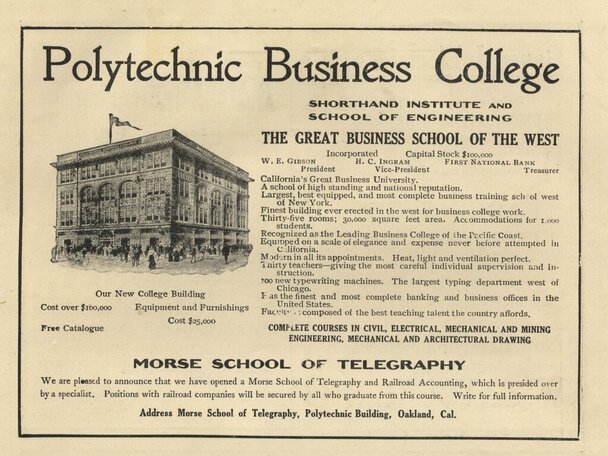 Polytechnic Business College
SHORTHAND INSTITUTE AND
SCHOOL OF ENGINEERING
THE GREAT BUSINESS SCHOOL OF THE WEST
Incorporated Capital Stock $100,000
W. E. GIBSON H. C. INGRAM FIRST NATIONAL BANK
President Vice-President Treasurer
California's Great Business University.
A school of high standing and national reputation.
Largest, best equipped, and most complete business training school west
of New York.
Finest building ever erected in the west for business college work.
Thirty-five rooms; 30,000 square feet area. Accommodations for 1,000
students.
Recognized as the Leading Business College of the Pacific Coast.
Equipped on a scale of elegance and expense never before attempted in
California.
Modern in all its appointments. Heat, light and ventilation perfect.
Thirty teachers—giving the most careful individual supervision and in-
struction.
100 new typewriting machines. The largest typing department west of
Chicago.
Has the finest and most complete banking and business offices in the
United States.
Faculty composed of the best teaching talent the country affords.
COMPLETE COURSES IN CIVIL, ELECTRICAL, MECHANICAL AND MINING
ENGINEERING, MECHANICAL AND ARCHITECTURAL DRAWING
Our New College Building
Cost over $100,000 Equipment and Furnishings
Cost $25,000
Free Catalogue
MORSE SCHOOL OF TELEGRAPHY
We are pleased to announce that we have opened a Morse School of Telegraphy and Railroad Accounting, which is presided over
by a specialist. Positions with railroad companies will be secured by all who graduate from this course. Write for full information.
Address Morse School of Telegraphy, Polytechnic Building, Oakland, Cal.